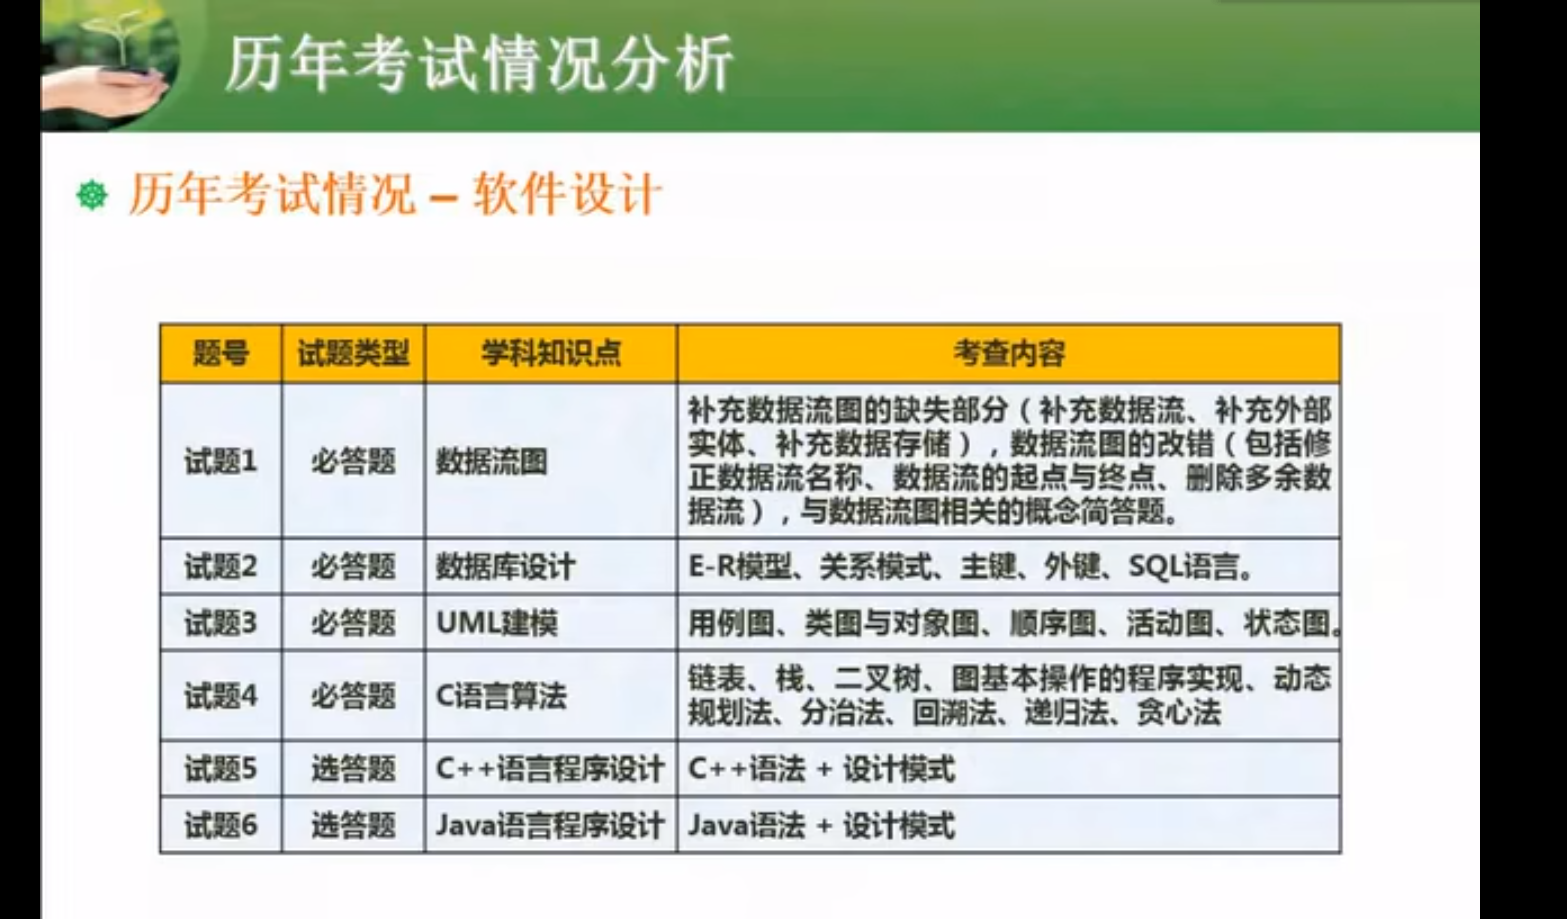 历年考试情况分析
历年考试情况 – 软件设计
题号 试题类型 学科知识点 考查内容
试题1 必答题 数据流图 补充数据流图的缺失部分（补充数据流、补充外部
实体、补充数据存储），数据流图的改错（包括修
正数据流名称、数据流的起点与终点、删除多余数
据流），与数据流图相关的概念简答题。
试题2 必答题 数据库设计 E-R模型、关系模式、主键、外键、SQL语言。
试题3 必答题 UML建模 用例图、类图与对象图、顺序图、活动图、状态图。
试题4 必答题 C语言算法 链表、栈、二叉树、图基本操作的程序实现、动态
规划法、分治法、回溯法、递归法、贪心法
试题5 选答题 C++语言程序设计 C++语法 + 设计模式
试题6 选答题 Java语言程序设计 Java语法 + 设计模式